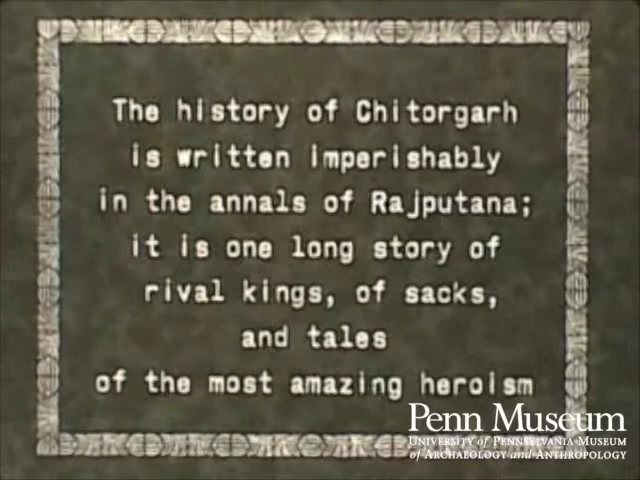 The history of Chitorgarh
is written imperishably
in the annals of Rajputana;
it is one long story of
rival kings, of sacks,
and tales
of the most amazing heroism
Penn Museum
University of Pennsylvania Museum
of Archaeology and Anthropology